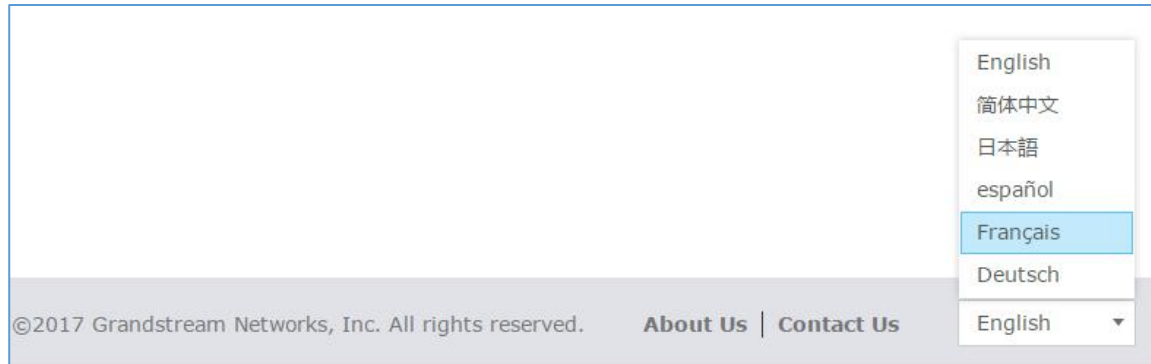 English
简体中文
日本語
español
Français
Deutsch
©2017 Grandstream Networks, Inc. All rights reserved. About Us | Contact Us English